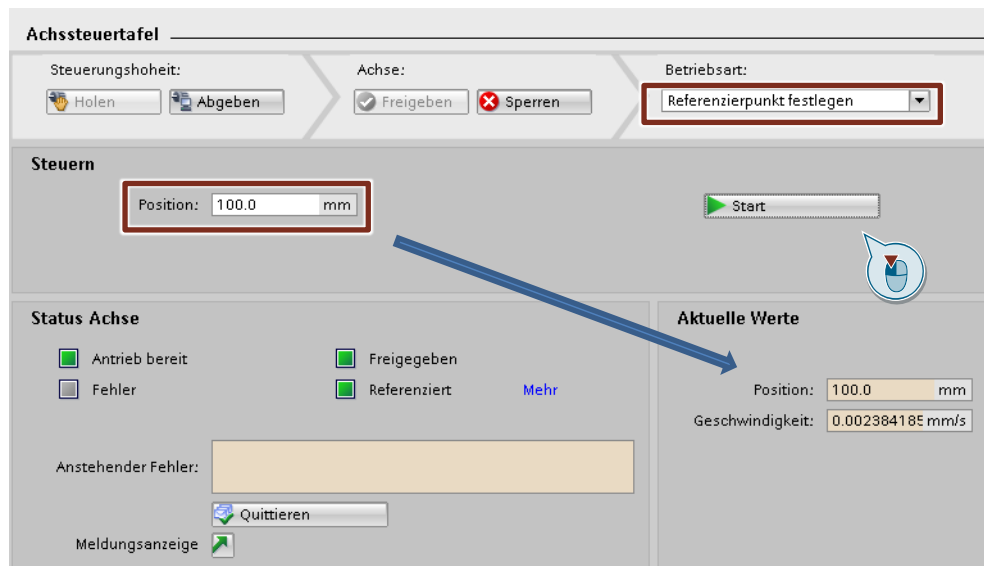 Achssteuertafel
Steuerungshoheit: Achse: Betriebsart:
Holen Abgeben Freigeben Sperren Referenzierpunkt festlegen
Steuern
Position: 100.0 mm Start
Status Achse Aktuelle Werte
Antrieb bereit Freigegeben
Fehler Referenziert Mehr Position: 100.0 mm
Geschwindigkeit: 0.002384185 mm/s
Anstehender Fehler:
Quittieren
Meldungsanzeige